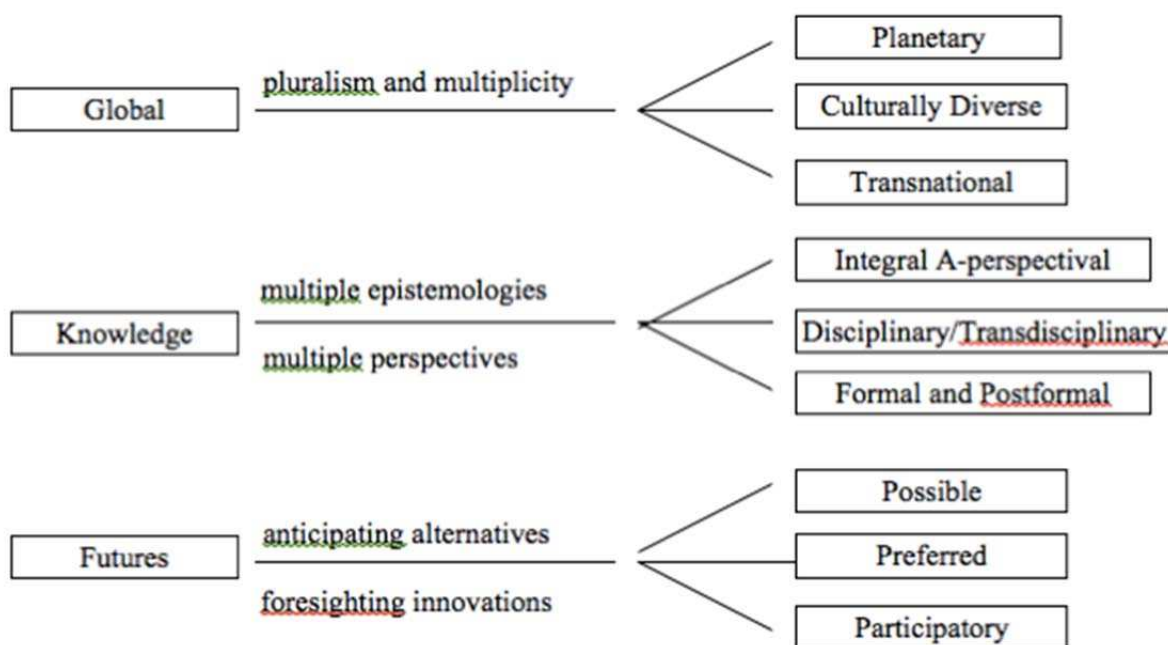 Global
pluralism and multiplicity
Planetary
Culturally Diverse
Transnational
Knowledge
multiple epistemologies
multiple perspectives
Integral A-perspectival
Disciplinary/Transdisciplinary
Formal and Postformal
Futures
anticipating alternatives
foresighting innovations
Possible
Preferred
Participatory